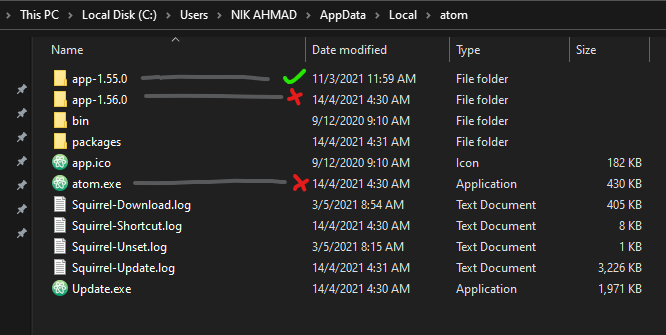 This PC > Local Disk (C:) > Users > NIK AHMAD > AppData > Local > atom
Name Date modified Type Size
app-1.55.0 11/3/2021 11:59 AM File folder
app-1.56.0 14/4/2021 4:30 AM File folder
bin 9/12/2020 9:10 AM File folder
packages 14/4/2021 4:31 AM File folder
app.ico 9/12/2020 9:10 AM Icon 182 KB
atom.exe 14/4/2021 4:30 AM Application 430 KB
Squirrel-Download.log 3/5/2021 8:54 AM Text Document 405 KB
Squirrel-Shortcut.log 14/4/2021 4:30 AM Text Document 8 KB
Squirrel-Unset.log 3/5/2021 8:15 AM Text Document 1 KB
Squirrel-Update.log 14/4/2021 4:31 AM Text Document 3,226 KB
Update.exe 14/4/2021 4:30 AM Application 1,971 KB